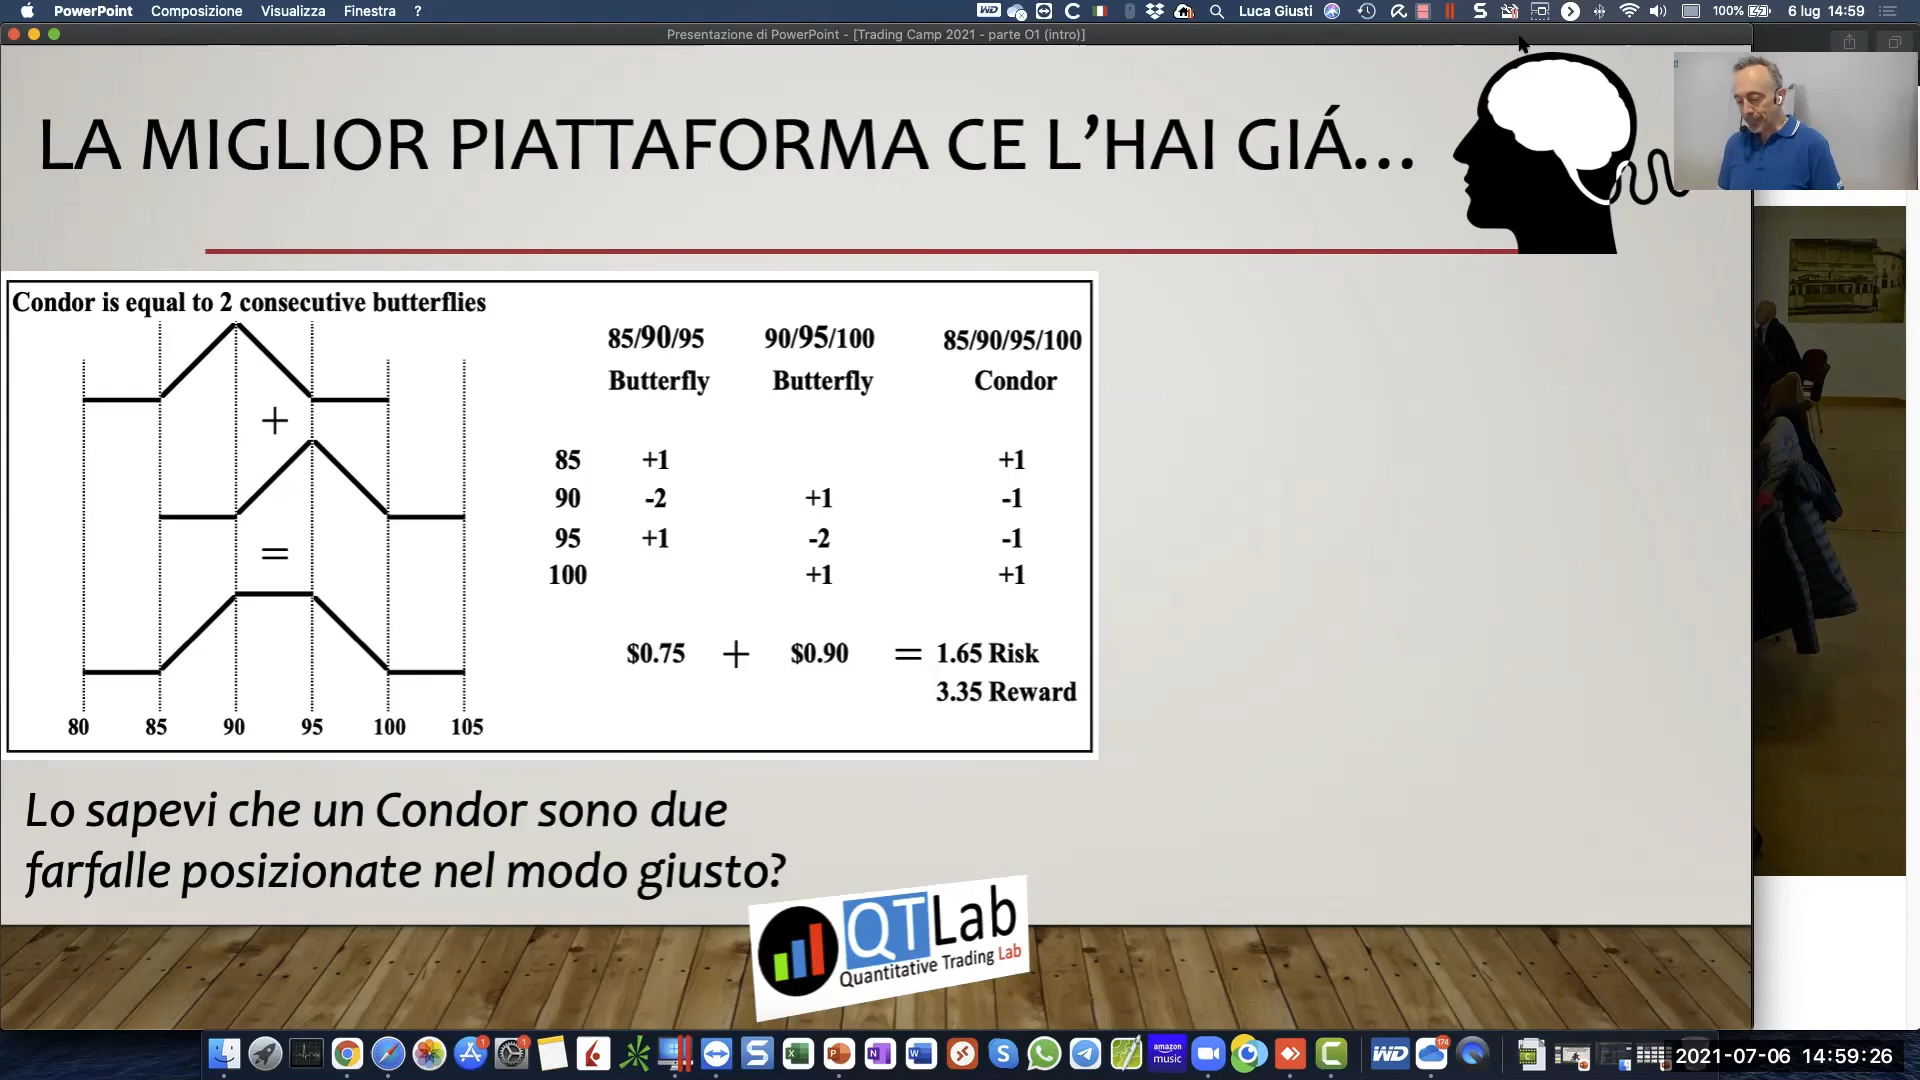 PowerPoint Composizione Visualizza Finestra ? Luca Giusti 100% 6 lug 14:59
Presentazione di PowerPoint - [Trading Camp 2021 - parte O1 (intro)]
LA MIGLIOR PIATTAFORMA CE L'HAI GIÁ...
Condor is equal to 2 consecutive butterflies
85/90/95 90/95/100 85/90/95/100
Butterfly Butterfly Condor
85 +1 +1
90 -2 +1 -1
95 +1 -2 -1
100 +1 +1
+
=
$0.75 + $0.90 = 1.65 Risk
3.35 Reward
80 85 90 95 100 105
Lo sapevi che un Condor sono due
farfalle posizionate nel modo giusto?
QTLab
Quantitative Trading Lab
amazon
music
WD
174
2021-07-06 14:59:26